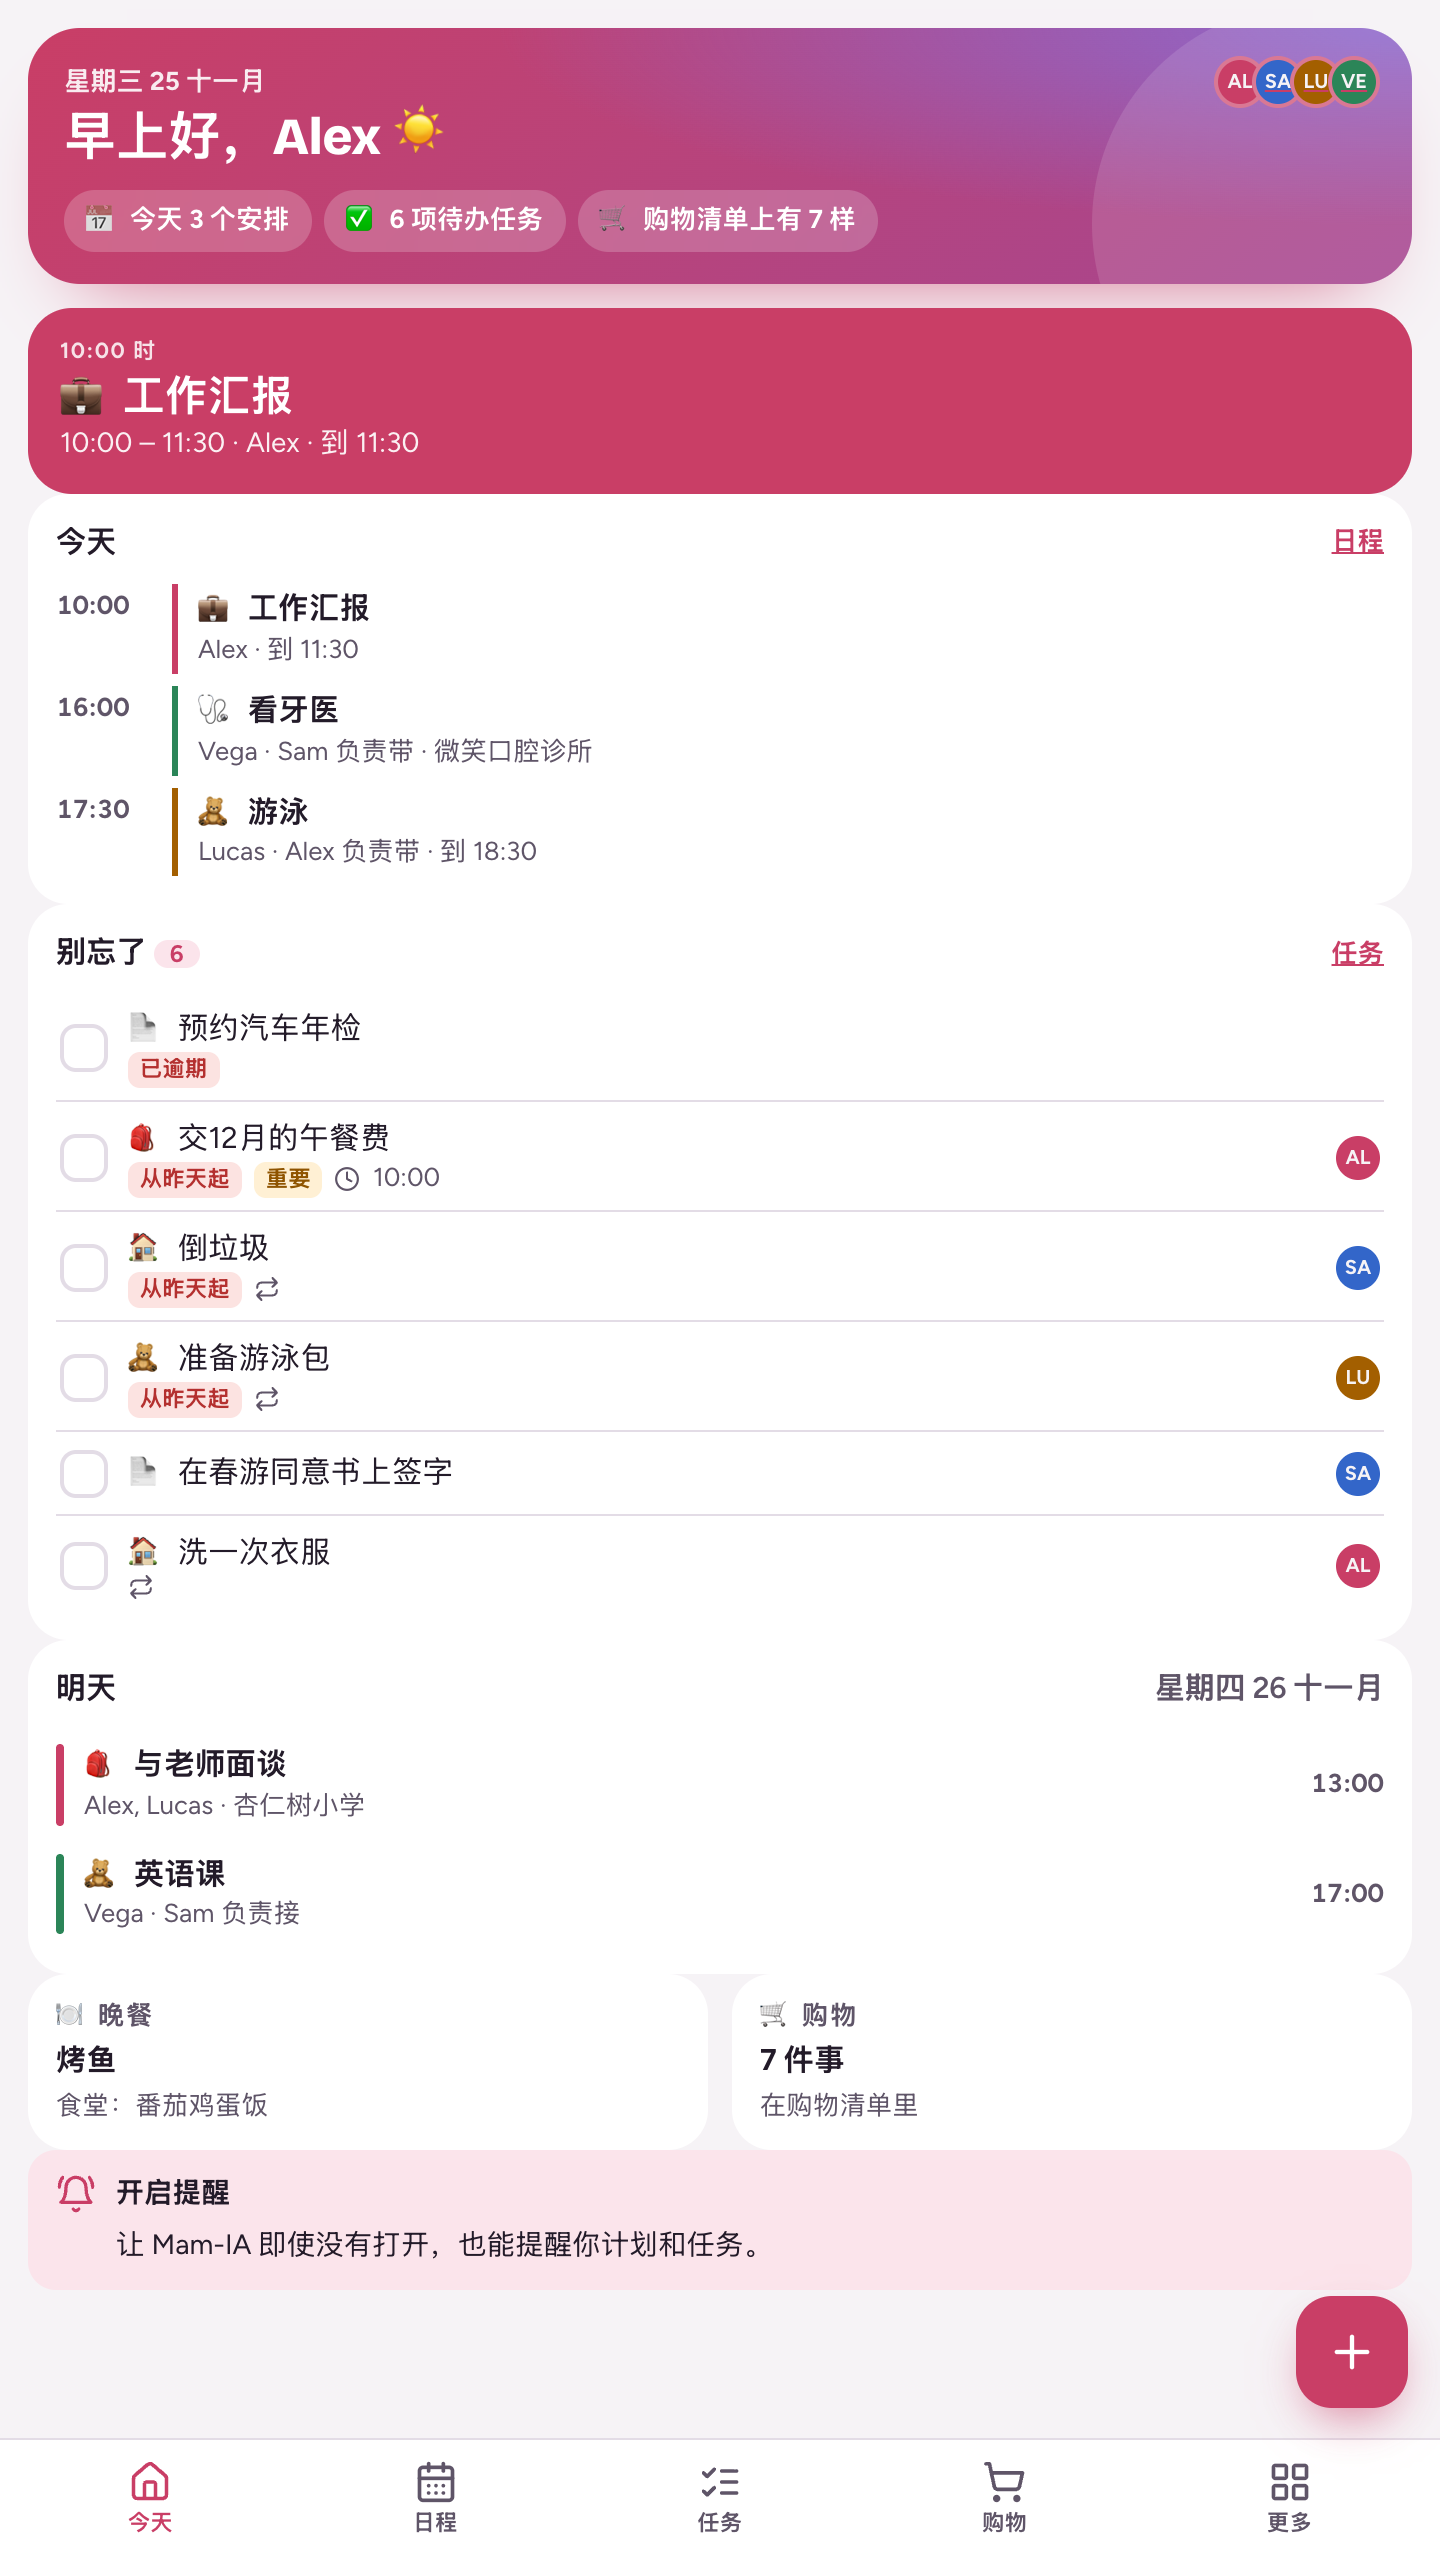 星期三 25 十一月
AL SA LU VE
早上好，Alex ☀️
📅 今天 3 个安排
✅ 6 项待办任务
🛒 购物清单上有 7 样
10:00 时
💼 工作汇报
10:00 – 11:30 · Alex · 到 11:30
今天
日程
10:00
💼 工作汇报
Alex · 到 11:30
16:00
🩺 看牙医
Vega · Sam 负责带 · 微笑口腔诊所
17:30
🧸 游泳
Lucas · Alex 负责带 · 到 18:30
别忘了 6
任务
预约汽车年检
已逾期
交12月的午餐费
从昨天起 重要 10:00
AL
倒垃圾
从昨天起
SA
准备游泳包
从昨天起
LU
在春游同意书上签字
SA
洗一次衣服
AL
明天
星期四 26 十一月
与老师面谈
Alex, Lucas · 杏仁树小学
13:00
英语课
Vega · Sam 负责接
17:00
晚餐
烤鱼
食堂：番茄鸡蛋饭
购物
7 件事
在购物清单里
开启提醒
让 Mam-IA 即使没有打开，也能提醒你计划和任务。
今天
日程
任务
购物
更多